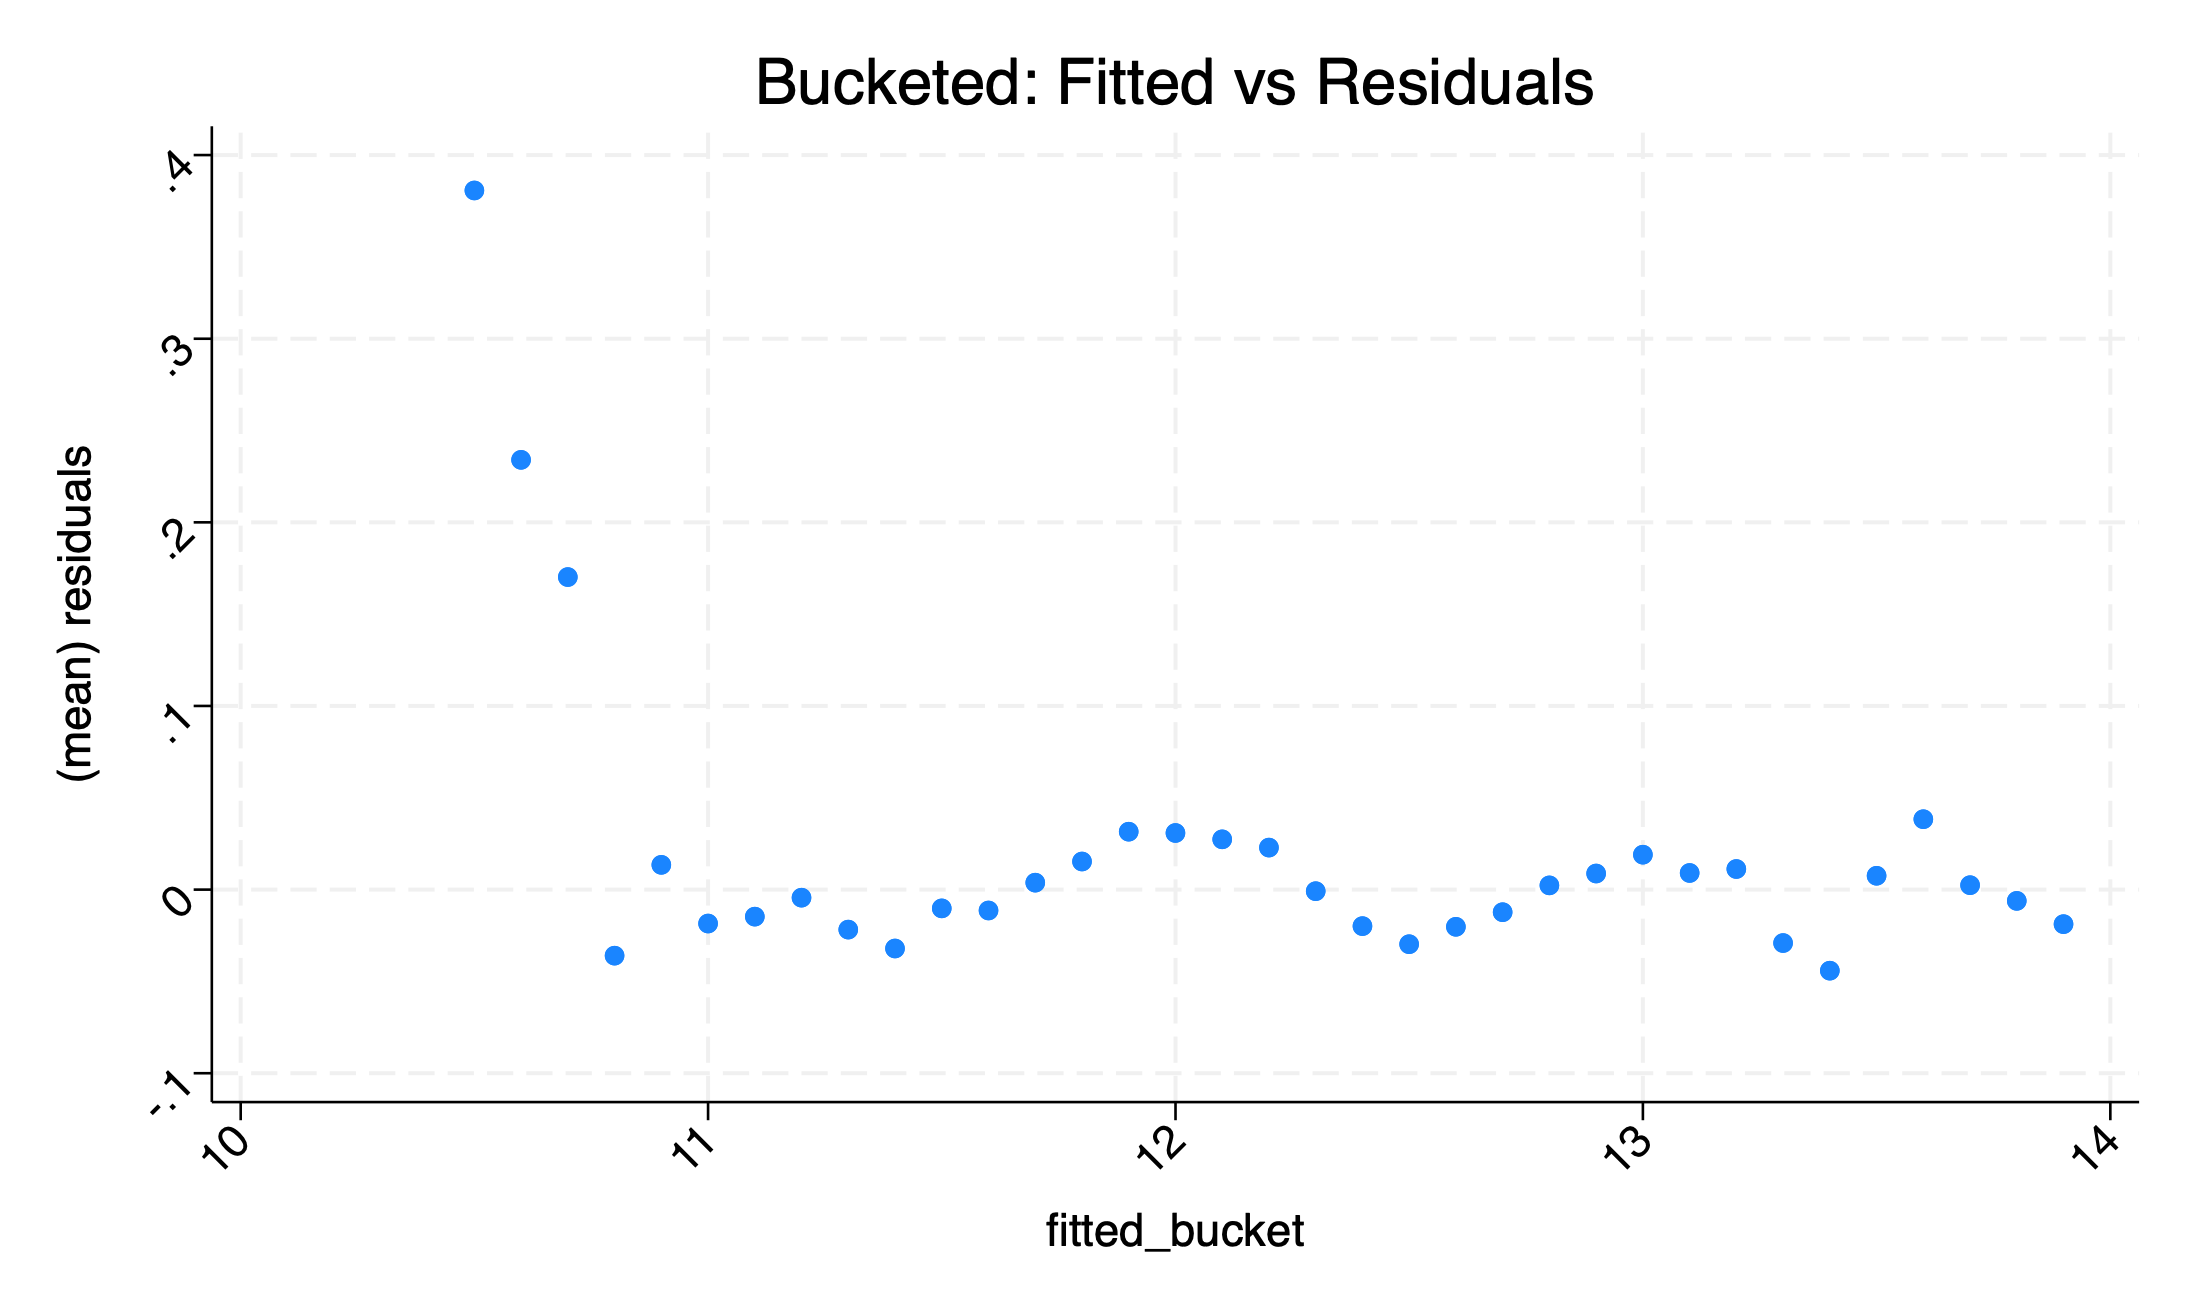 Bucketed: Fitted vs Residuals
(mean) residuals
.4
.3
.2
.1
0
-.1
10 11 12 13 14
fitted_bucket